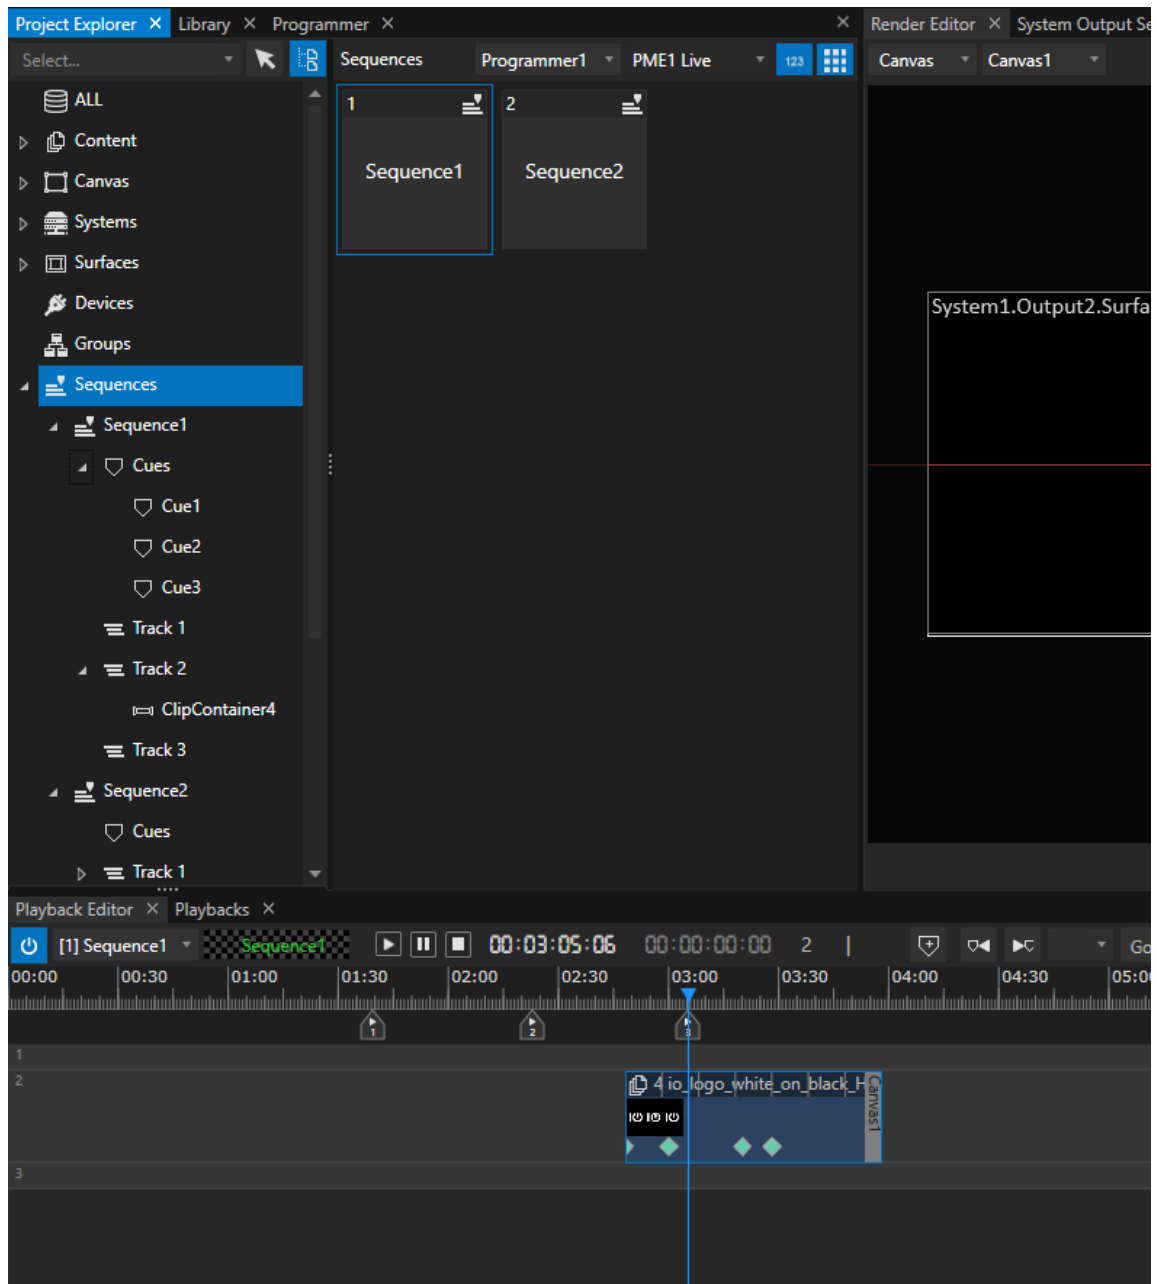 Project Explorer Library Programmer
Render Editor System Output Se
Select...
Sequences Programmer1 PME1 Live 123
Canvas Canvas1
ALL
Content
Canvas
Systems
Surfaces
Devices
Groups
Sequences
Sequence1
Cues
Cue1
Cue2
Cue3
Track 1
Track 2
ClipContainer4
Track 3
Sequence2
Cues
Track 1
1
Sequence1
2
Sequence2
System1.Output2.Surfa
Playback Editor Playbacks
[1] Sequence1 Sequence1 00:03:05:06 00:00:00:00 2 Go
00:00 00:30 01:00 01:30 02:00 02:30 03:00 03:30 04:00 04:30 05:0
1 2 3
1
2
4 io_logo_white_on_black_H
Canvas1
3